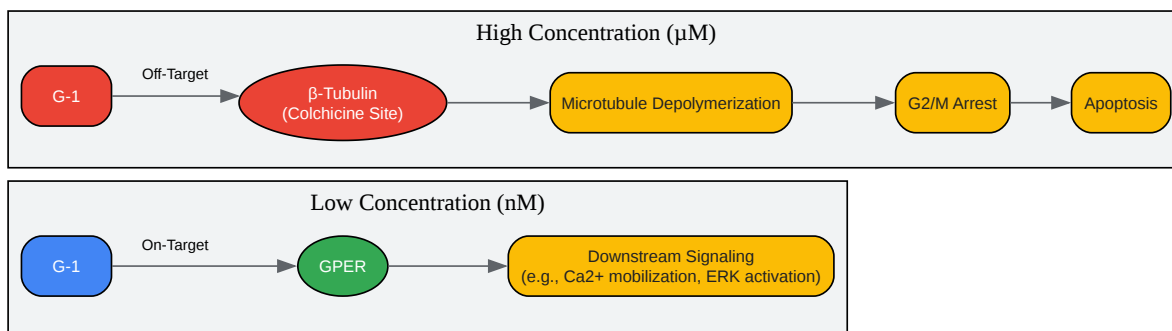 High Concentration (µM)
G-1
Off-Target
β-Tubulin
(Colchicine Site)
Microtubule Depolymerization
G2/M Arrest
Apoptosis
Low Concentration (nM)
G-1
On-Target
GPER
Downstream Signaling
(e.g., Ca2+ mobilization, ERK activation)